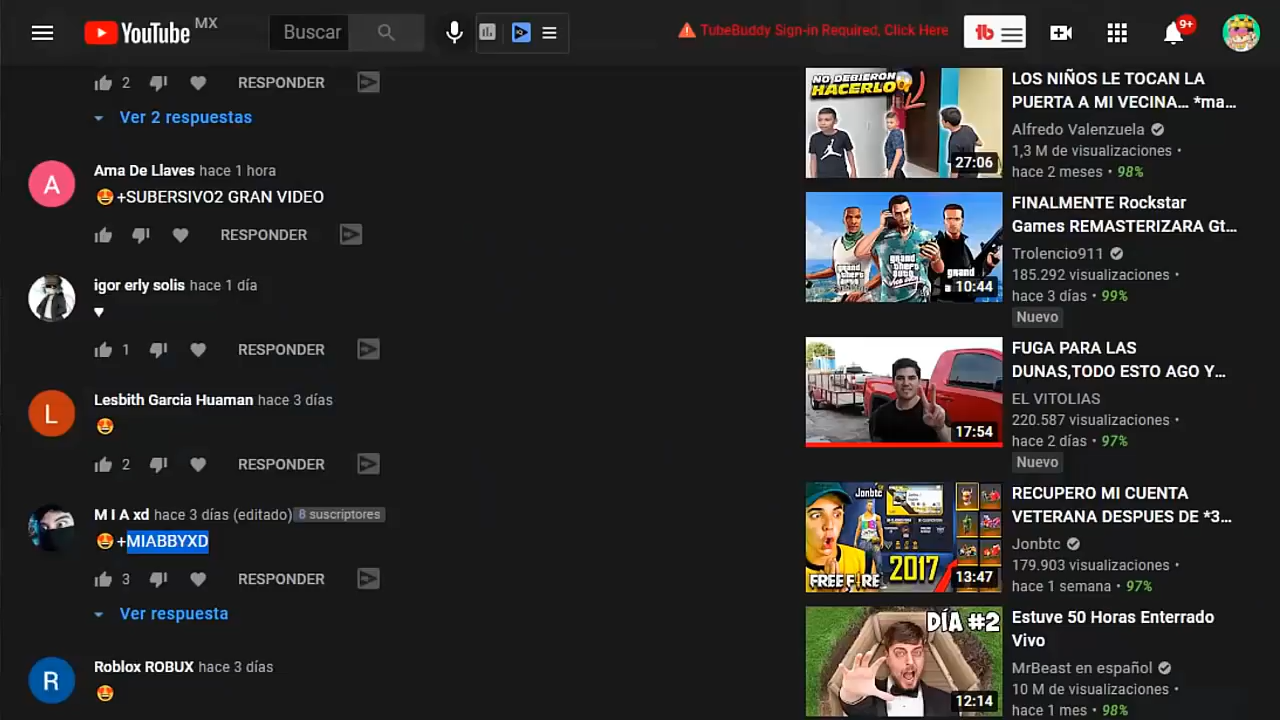 YouTube MX
Buscar
TubeBuddy Sign-in Required, Click Here
9+
2
RESPONDER
Ver 2 respuestas
A
Ama De Llaves hace 1 hora
🤩+SUBERSIVO2 GRAN VIDEO
RESPONDER
igor erly solis hace 1 día
♥
1
RESPONDER
L
Lesbith Garcia Huaman hace 3 días
🤩
2
RESPONDER
M I A xd hace 3 días (editado) 8 suscriptores
🤩+MIABBYXD
3
RESPONDER
Ver respuesta
R
Roblox ROBUX hace 3 días
🤩
NO DEBIERON
HACERLO
27:06
LOS NIÑOS LE TOCAN LA
PUERTA A MI VECINA… *ma…
Alfredo Valenzuela
1,3 M de visualizaciones •
hace 2 meses • 98%
grand
theft
auto
10:44
FINALMENTE Rockstar
Games REMASTERIZARA Gt…
Trolencio911
185.292 visualizaciones •
hace 3 días • 99%
Nuevo
17:54
FUGA PARA LAS
DUNAS,TODO ESTO AGO Y…
EL VITOLIAS
220.587 visualizaciones •
hace 2 días • 97%
Nuevo
Jonbtc
FREE FIRE 2017
13:47
RECUPERO MI CUENTA
VETERANA DESPUES DE *3…
Jonbtc
179.903 visualizaciones •
hace 1 semana • 97%
DÍA #2
12:14
Estuve 50 Horas Enterrado
Vivo
MrBeast en español
10 M de visualizaciones •
hace 1 mes • 98%